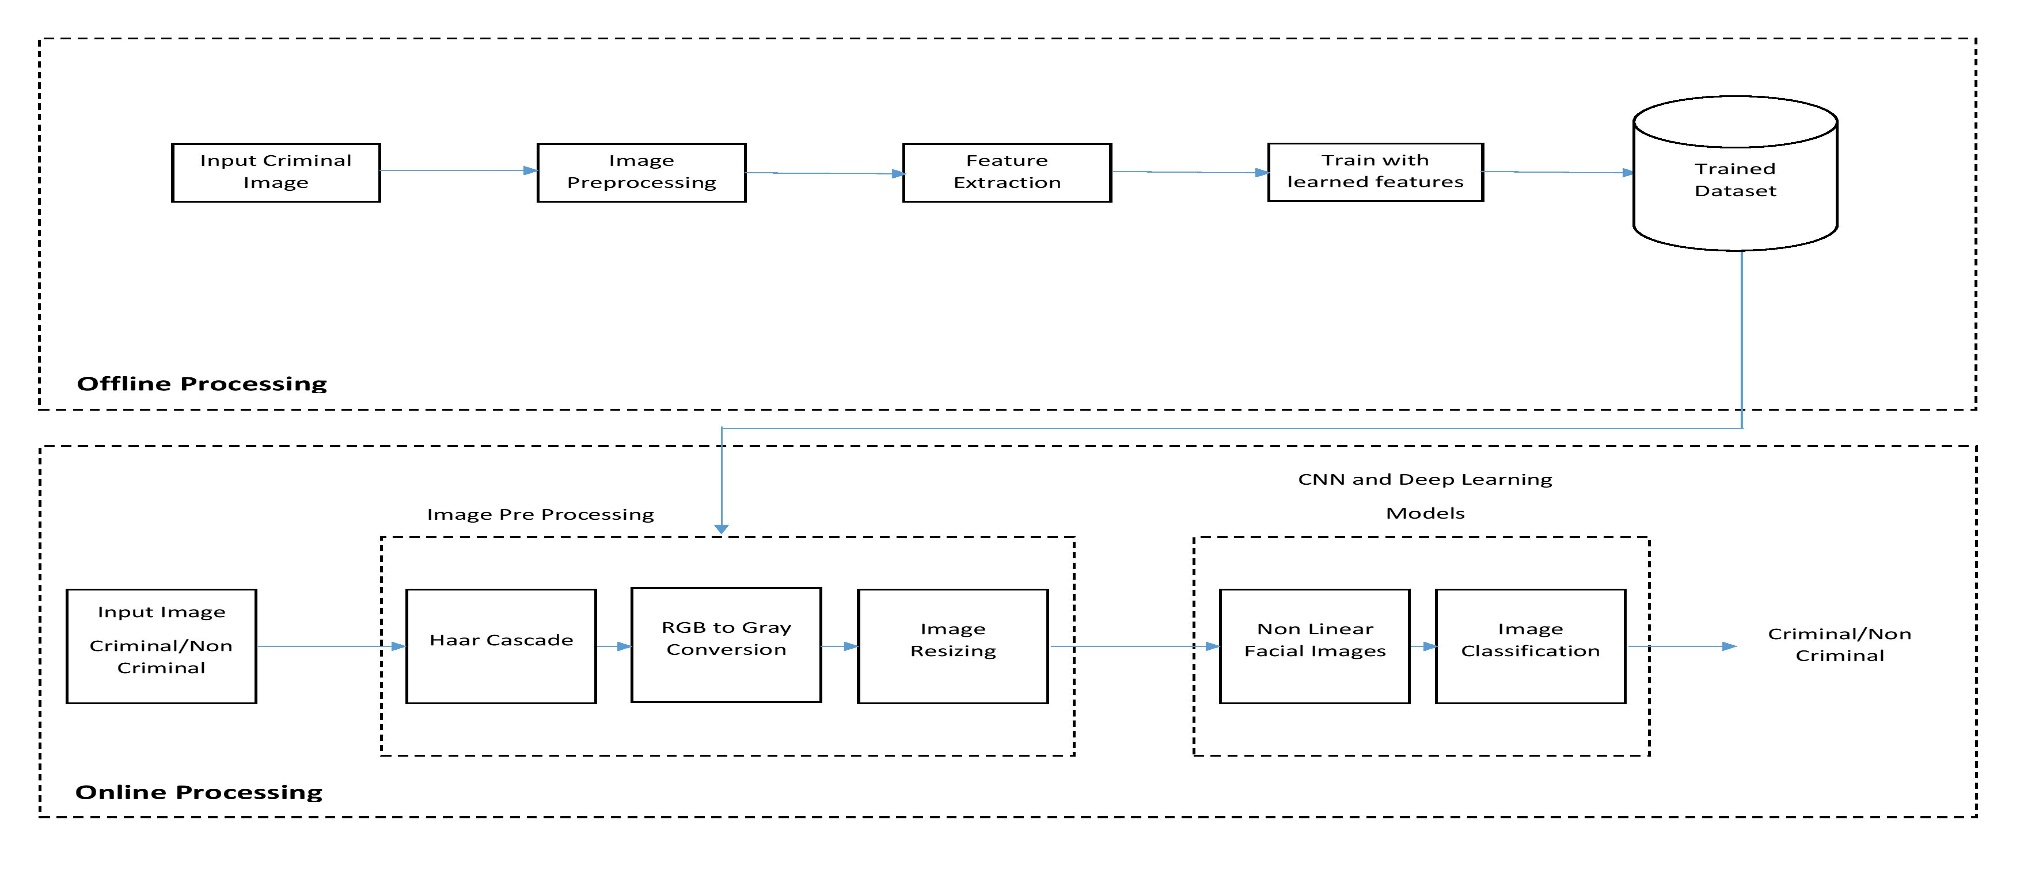 Input Criminal
Image
Image
Preprocessing
Feature
Extraction
Train with
learned features
Trained
Dataset
Offline Processing
CNN and Deep Learning
Models
Image Pre Processing
Input Image
Criminal/Non
Criminal
Haar Cascade
RGB to Gray
Conversion
Image
Resizing
Non Linear
Facial Images
Image
Classification
Criminal/Non
Criminal
Online Processing